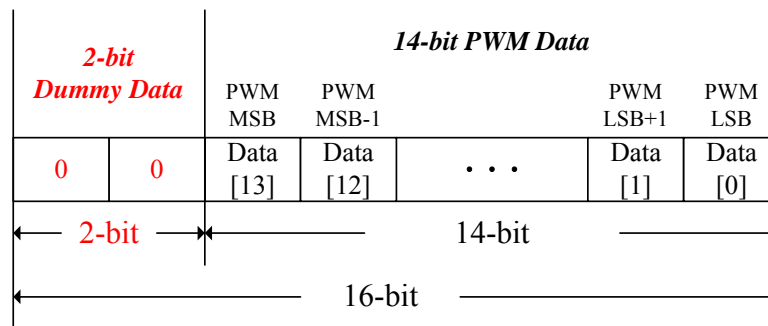 2-bit
Dummy Data
14-bit PWM Data
PWM
MSB
PWM
MSB-1
PWM
LSB+1
PWM
LSB
0
0
Data
[13]
Data
[12]
· · ·
Data
[1]
Data
[0]
2-bit
14-bit
16-bit